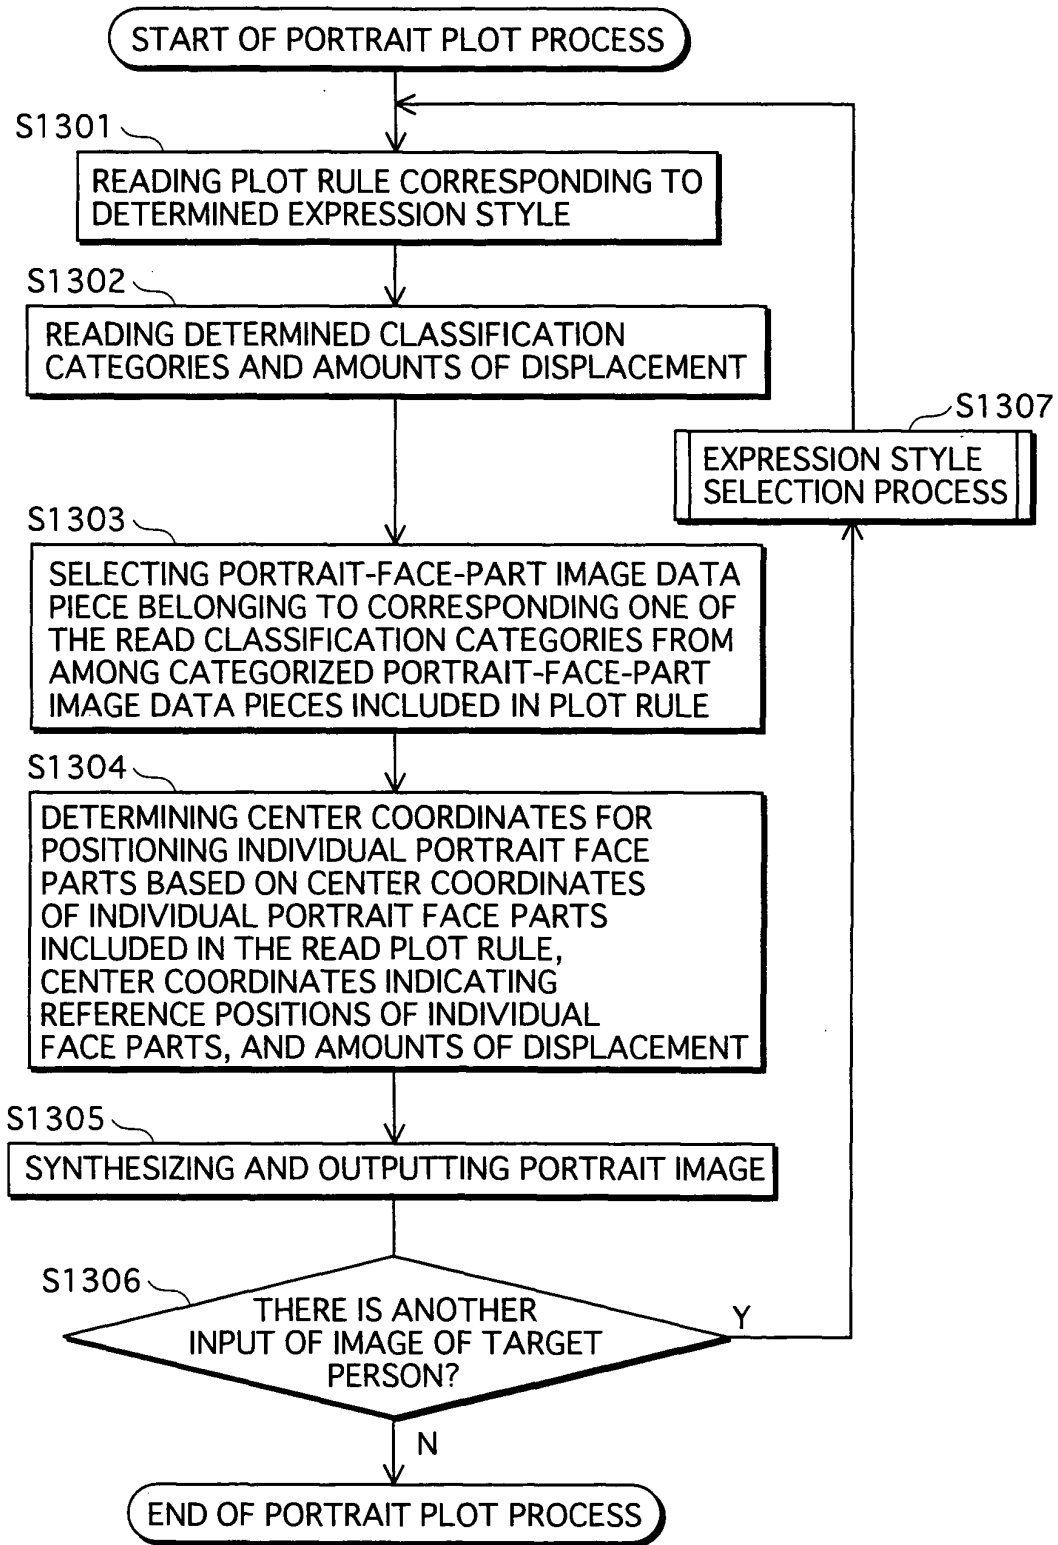 START OF PORTRAIT PLOT PROCESS
S1301
READING PLOT RULE CORRESPONDING TO
DETERMINED EXPRESSION STYLE
S1302
READING DETERMINED CLASSIFICATION
CATEGORIES AND AMOUNTS OF DISPLACEMENT
S1307
EXPRESSION STYLE
SELECTION PROCESS
S1303
SELECTING PORTRAIT-FACE-PART IMAGE DATA
PIECE BELONGING TO CORRESPONDING ONE OF
THE READ CLASSIFICATION CATEGORIES FROM
AMONG CATEGORIZED PORTRAIT-FACE-PART
IMAGE DATA PIECES INCLUDED IN PLOT RULE
S1304
DETERMINING CENTER COORDINATES FOR
POSITIONING INDIVIDUAL PORTRAIT FACE
PARTS BASED ON CENTER COORDINATES
OF INDIVIDUAL PORTRAIT FACE PARTS
INCLUDED IN THE READ PLOT RULE,
CENTER COORDINATES INDICATING
REFERENCE POSITIONS OF INDIVIDUAL
FACE PARTS, AND AMOUNTS OF DISPLACEMENT
S1305
SYNTHESIZING AND OUTPUTTING PORTRAIT IMAGE
S1306
THERE IS ANOTHER
INPUT OF IMAGE OF TARGET
PERSON?
Y
N
END OF PORTRAIT PLOT PROCESS